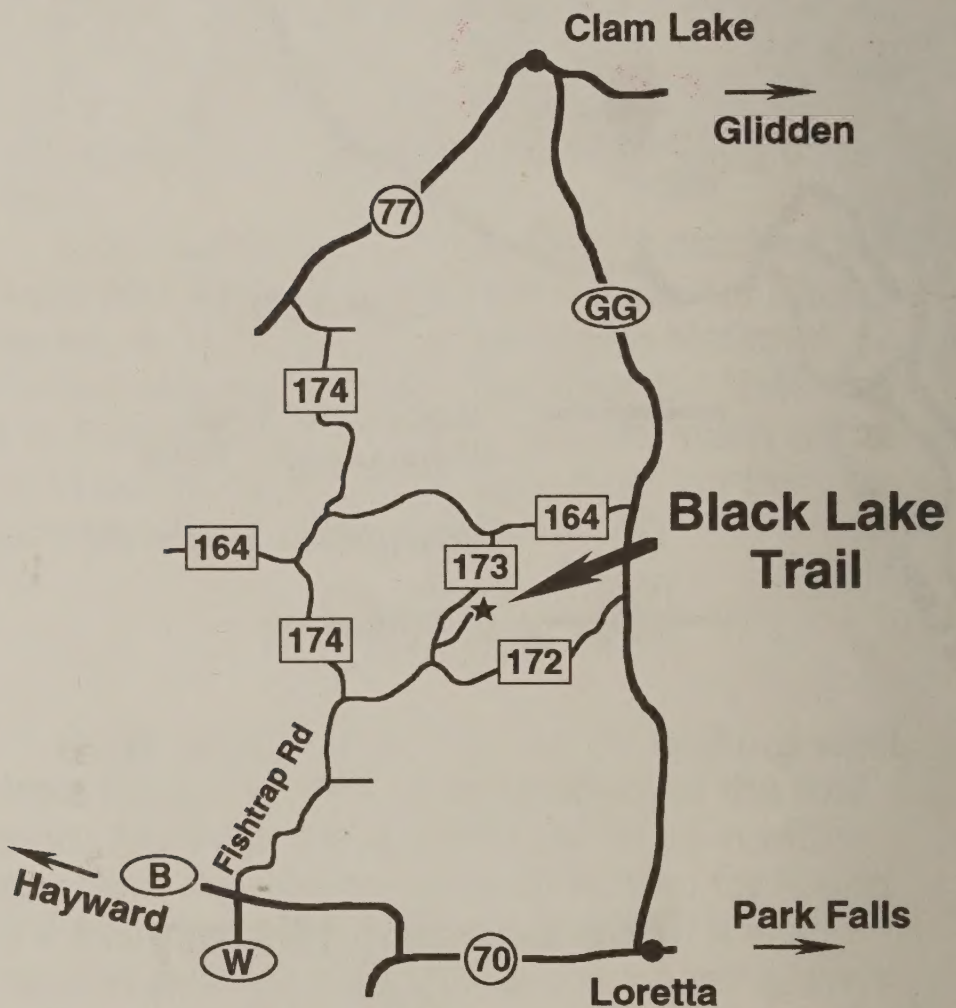 Clam Lake
Glidden
77
GG
174
164
Black Lake
Trail
164
173
174
172
Fishtrap Rd
B
Hayward
W
70
Park Falls
Loretta